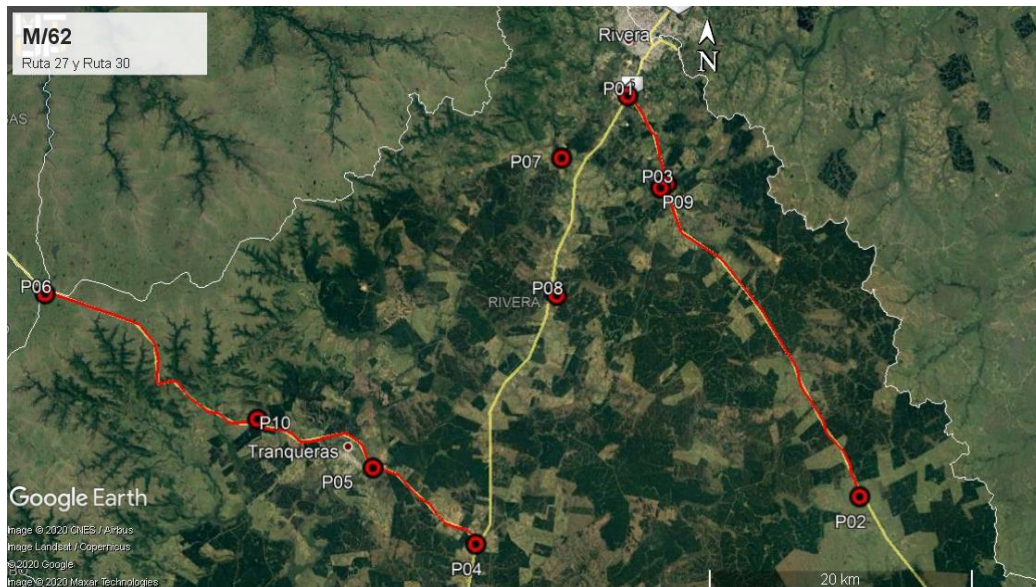 M/62
Ruta 27 y Ruta 30
Rivera
N
P01
P07
P03
P09
P06
P08
RIVERA
P10
Tranqueras
P05
P02
P04
Google Earth
Image © 2020 CNES / Airbus
Image Landsat / Copernicus
© 2020 Google
Image © 2020 Maxar Technologies
20 km